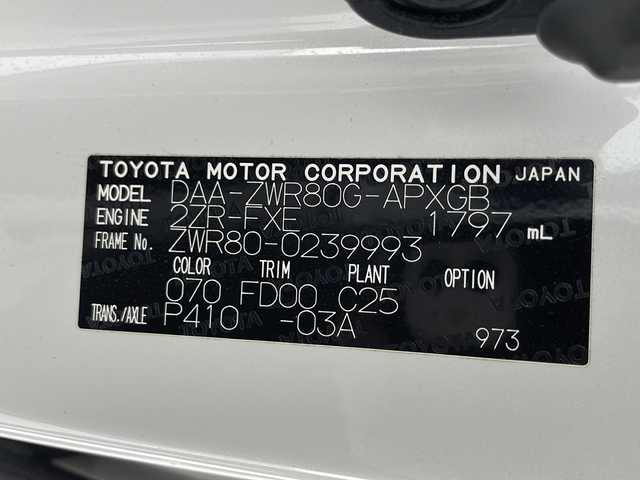 TOYOTA MOTOR CORPORATION JAPAN
MODEL DAA-ZWR80G-APXGB
ENGINE 2ZR-FXE 1797 mL
FRAME No. ZWR80-0239993
COLOR TRIM PLANT OPTION
070 FD00 C25
TRANS./AXLE P410 -03A
973